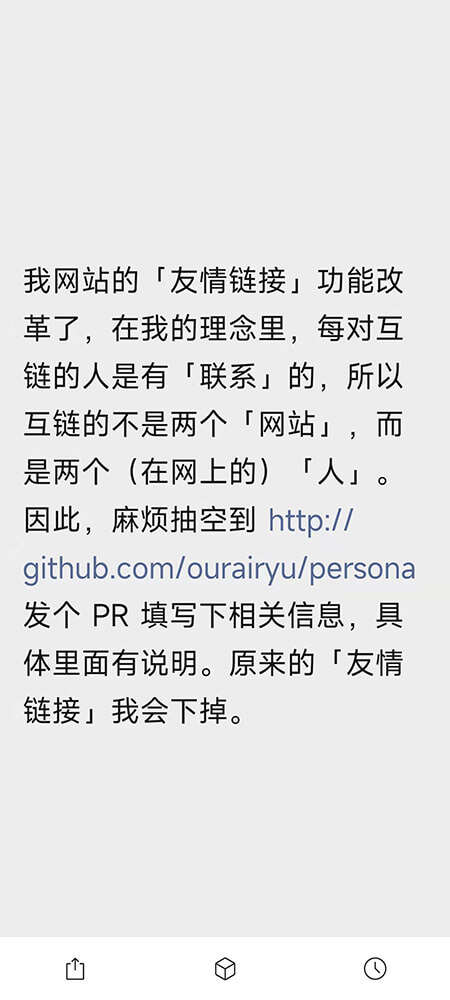 我网站的「友情链接」功能改
革了，在我的理念里，每对互
链的人是有「联系」的，所以
互链的不是两个「网站」，而
是两个（在网上的）「人」。
因此，麻烦抽空到 http://
github.com/ourairyu/persona
发个 PR 填写下相关信息，具
体里面有说明。原来的「友情
链接」我会下掉。